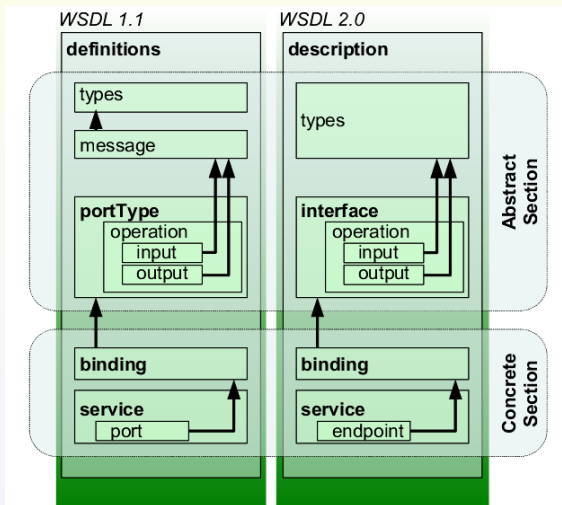 WSDL 1.1
definitions
types
message
portType
operation
input
output
binding
service
port
WSDL 2.0
description
types
interface
operation
input
output
binding
service
endpoint
Abstract
Section
Concrete
Section